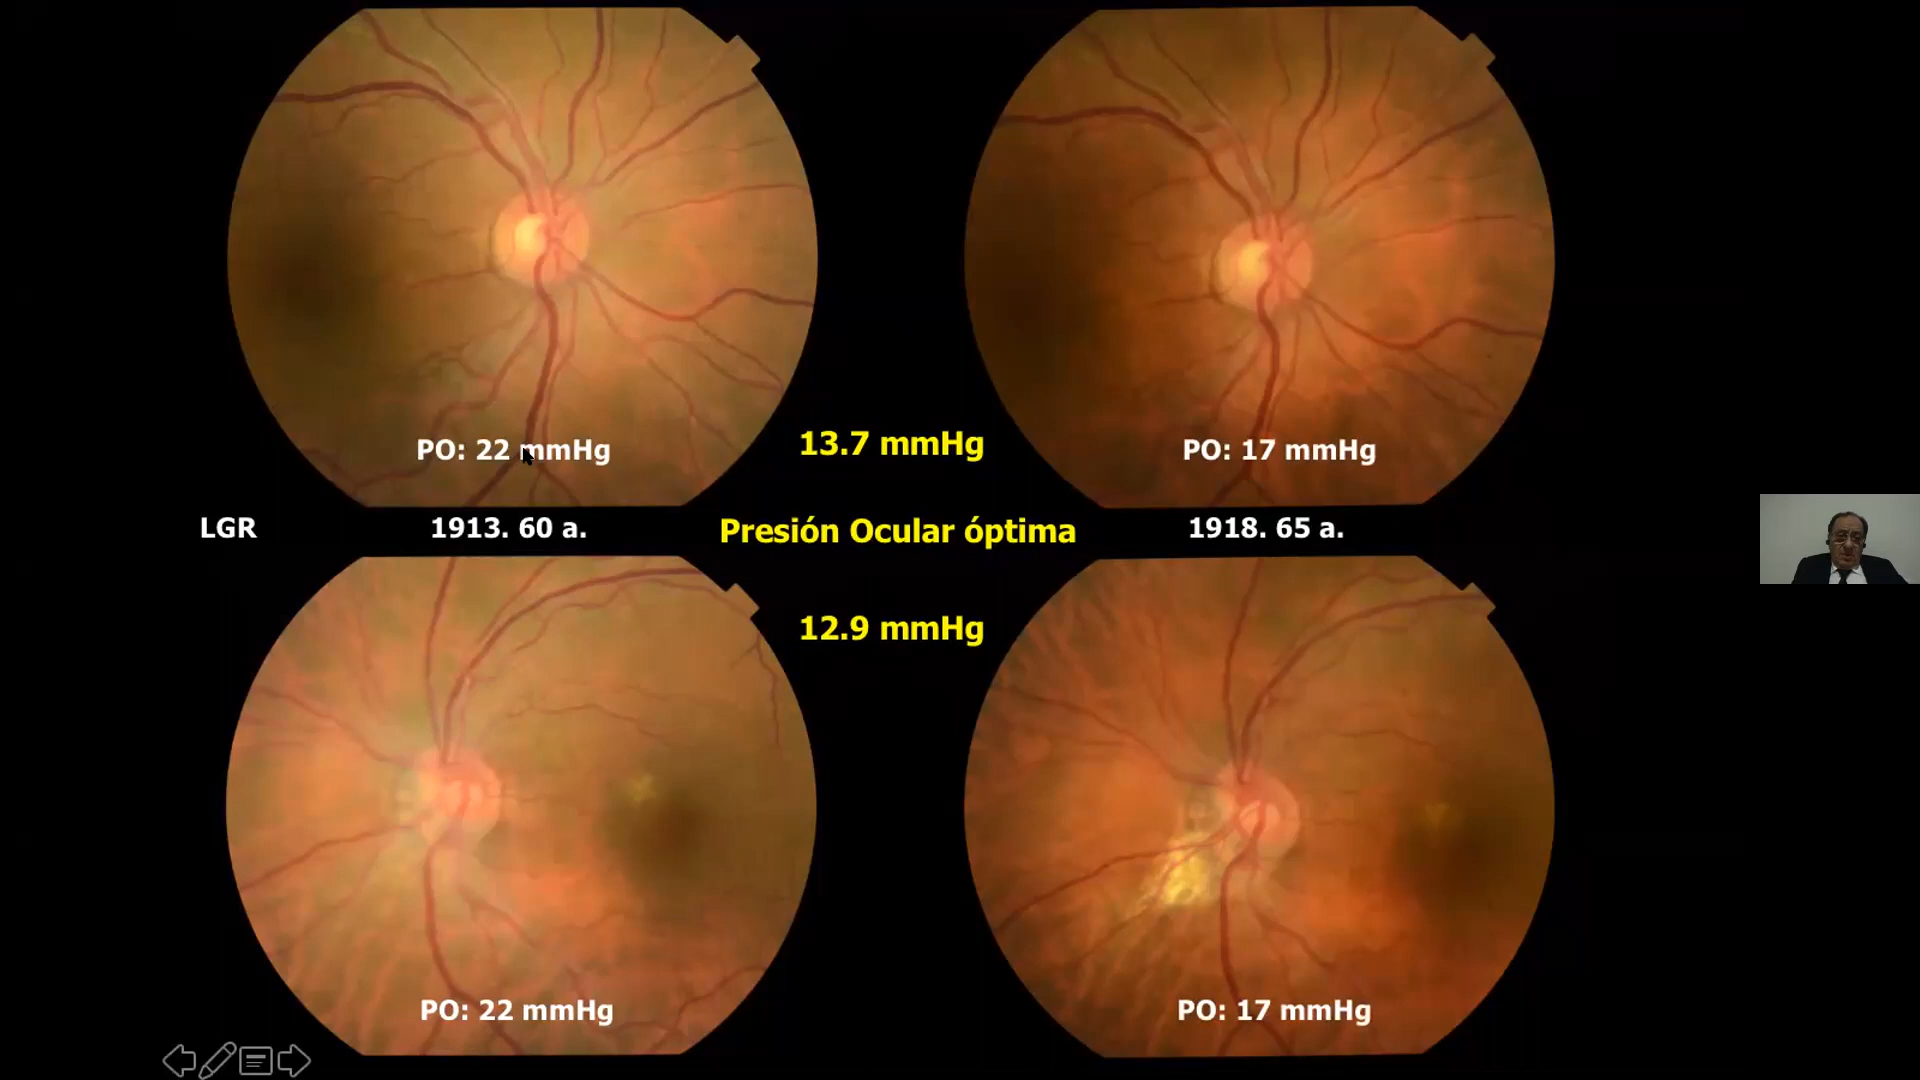 13.7 mmHg
PO: 22 mmHg
PO: 17 mmHg
LGR
1913. 60 a.
Presión Ocular óptima
1918. 65 a.
12.9 mmHg
PO: 22 mmHg
PO: 17 mmHg